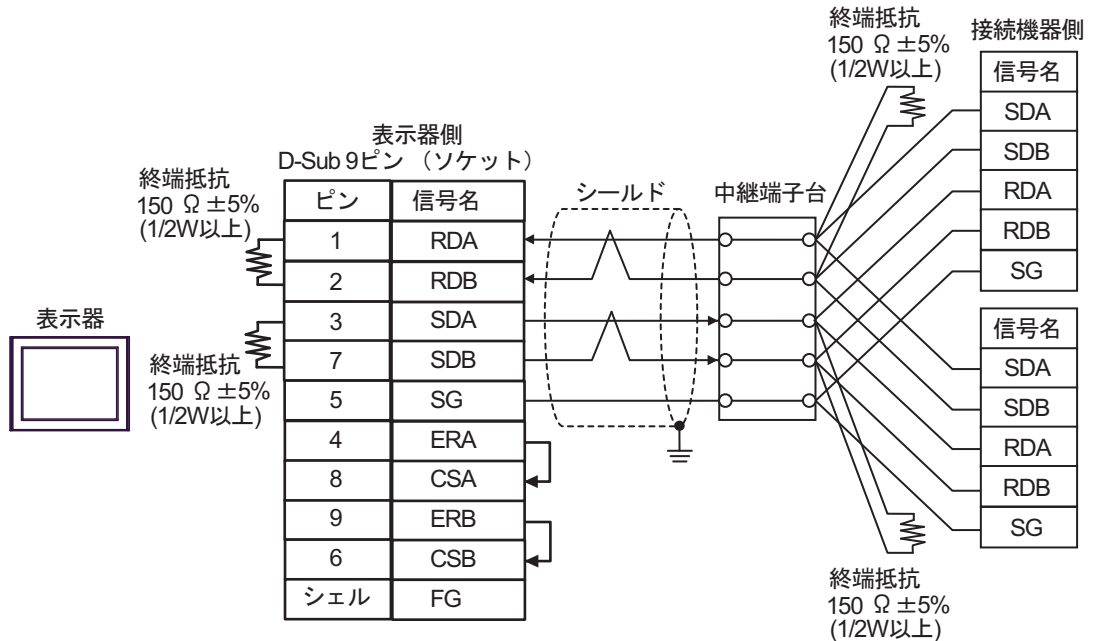 終端抵抗
150 Ω ±5%
(1/2W以上)
接続機器側
信号名
SDA
SDB
RDA
RDB
SG
表示器側
D-Sub 9ピン （ソケット）
終端抵抗
150 Ω ±5%
(1/2W以上)
ピン 信号名
1 RDA
2 RDB
3 SDA
7 SDB
5 SG
4 ERA
8 CSA
9 ERB
6 CSB
シェル FG
シールド
中継端子台
表示器
終端抵抗
150 Ω ±5%
(1/2W以上)
信号名
SDA
SDB
RDA
RDB
SG
終端抵抗
150 Ω ±5%
(1/2W以上)